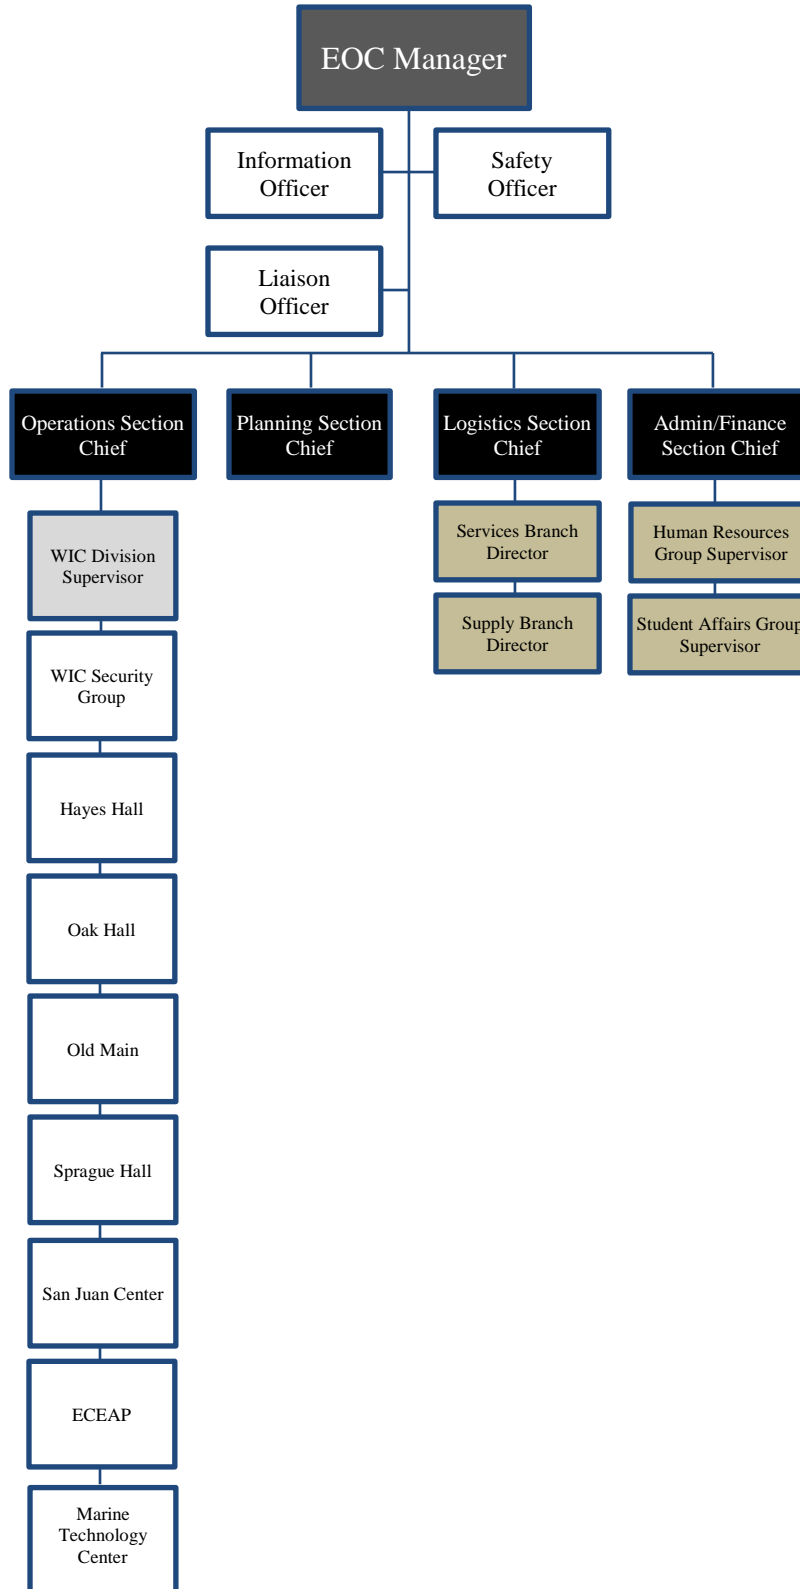 EOC Manager
Information
Officer
Safety
Officer
Liaison
Officer
Operations Section
Chief
Planning Section
Chief
Logistics Section
Chief
Admin/Finance
Section Chief
WIC Division
Supervisor
Services Branch
Director
Human Resources
Group Supervisor
Supply Branch
Director
Student Affairs Group
Supervisor
WIC Security
Group
Hayes Hall
Oak Hall
Old Main
Sprague Hall
San Juan Center
ECEAP
Marine
Technology
Center